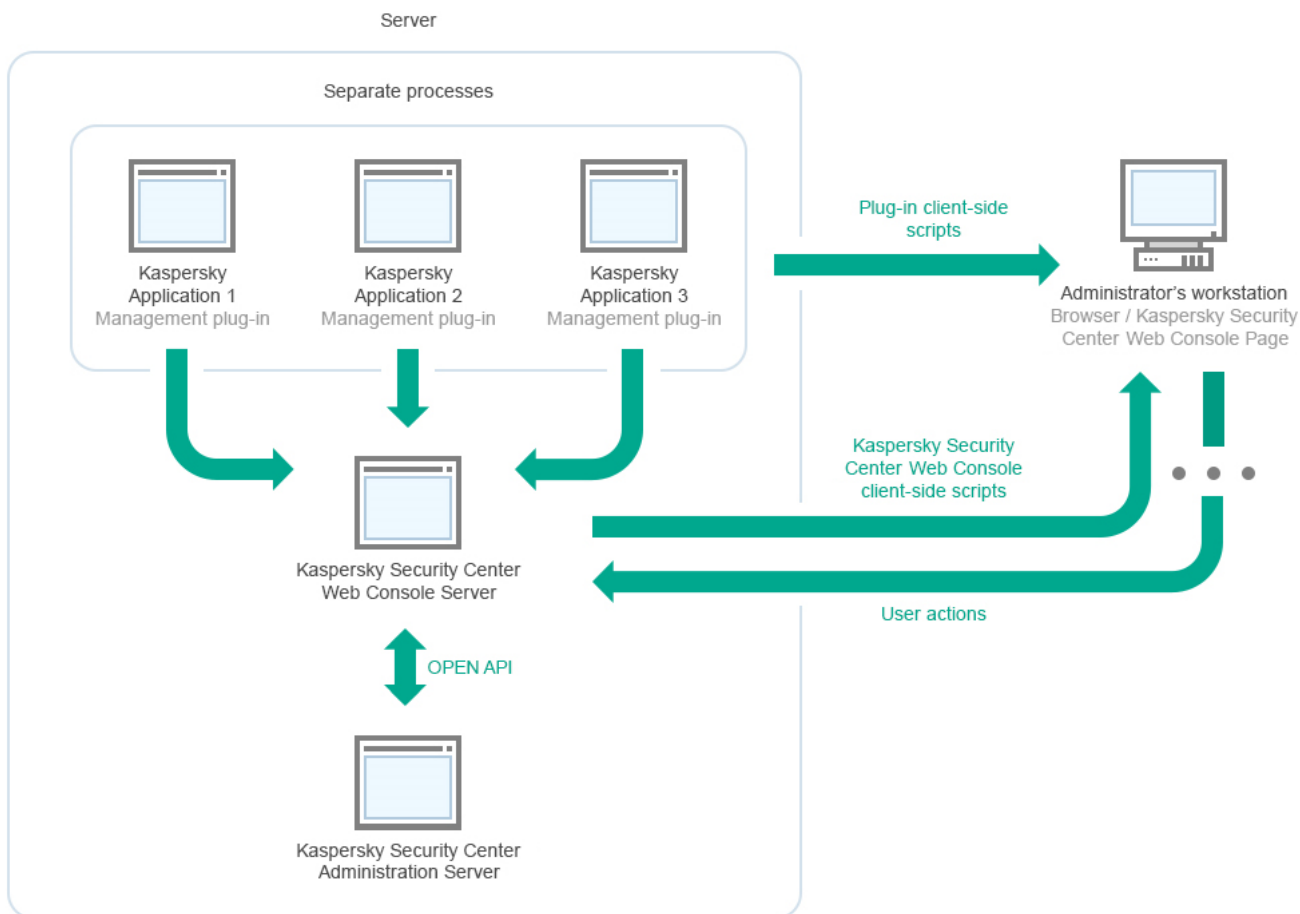 Server
Separate processes
Kaspersky
Application 1
Management plug-in
Kaspersky
Application 2
Management plug-in
Kaspersky
Application 3
Management plug-in
Plug-in client-side
scripts
Administrator's workstation
Browser / Kaspersky Security
Center Web Console Page
Kaspersky Security
Center Web Console
client-side scripts
Kaspersky Security Center
Web Console Server
User actions
OPEN API
Kaspersky Security Center
Administration Server